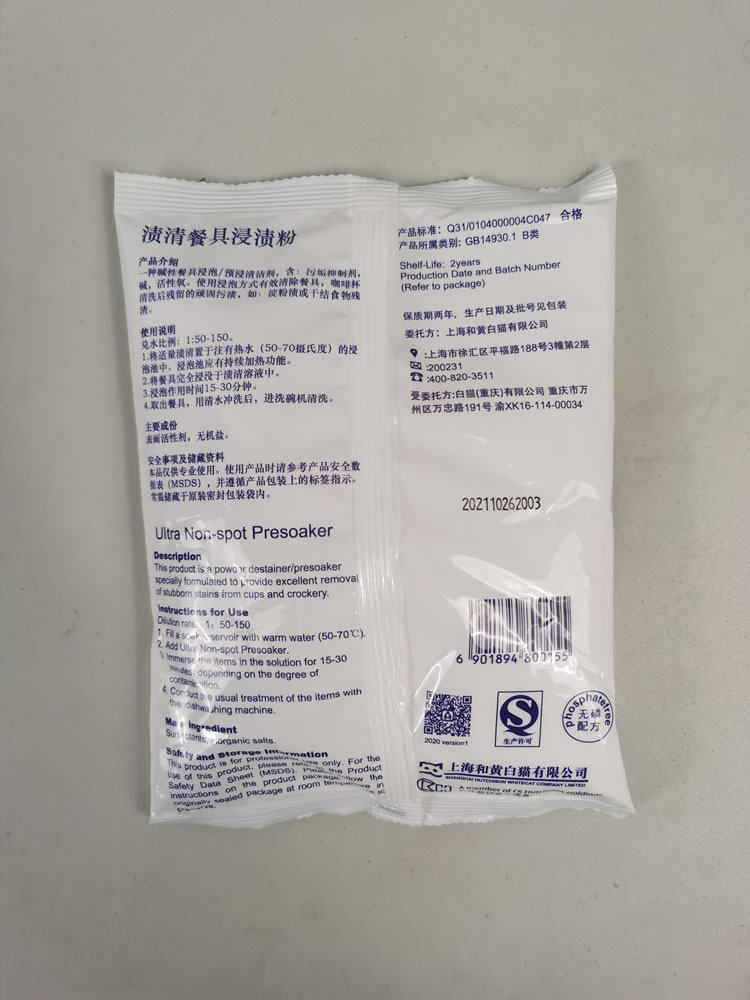 渍清餐具浸渍粉
产品介绍
一种碱性餐具浸泡/预浸清洁剂，含：污垢抑制剂，
碱，活性氧。使用浸泡方式有效清除餐具，咖啡杯
清洗后残留的顽固污渍，如：淀粉渍或干结食物残
渣。
使用说明
兑水比例：1:50-150。
1.将适量渍清置于注有热水（50-70摄氏度）的浸
泡池中。浸泡池应有持续加热功能。
2.将餐具完全浸没于渍清溶液中。
3.浸泡作用时间15-30分钟。
4.取出餐具，用清水冲洗后，进洗碗机清洗。
主要成份
表面活性剂，无机盐。
安全事项及储藏资料
本品仅供专业使用。使用产品时请参考产品安全数
据表（MSDS），并遵循产品包装上的标签指示。
常温储藏于原装密封包装袋内。
Ultra Non-spot Presoaker
Description
This product is a powder destainer/presoaker
specially formulated to provide excellent removal
of stubborn stains from cups and crockery.
Instructions for Use
Dilution rate: 1: 50-150
1. Fill a soak reservoir with warm water (50-70℃).
2. Add Ultra Non-spot Presoaker.
3. Immerse the items in the solution for 15-30
minutes, depending on the degree of
contamination.
4. Conduct the usual treatment of the items with
the dishwashing machine.
Main Ingredient
Surfactants, inorganic salts.
Safety and Storage Information
This product is for professional use only. For the
use of this product, please refer to the
Safety Data Sheet (MSDS). the Product
instructions on the product package.
originally sealed package at room temperature in
产品标准：Q31/0104000004C047 合格
产品所属类别：GB14930.1 B类
Shelf-Life: 2years
Production Date and Batch Number
(Refer to package)
保质期两年，生产日期及批号见包装
委托方：上海和黄白猫有限公司
:上海市徐汇区平福路188号3幢第2层
:200231
:400-820-3511
受委托方:白猫(重庆)有限公司 重庆市万
州区万忠路191号 渝XK16-114-00034
202110262003
6 901894 800155
2020 version1
生产许可
phosphatefree
无磷
配方
上海和黄白猫有限公司
SHANGHAI HUTCHISON WHITECAT COMPANY LIMITED
A member of CK Hutchison Holdings